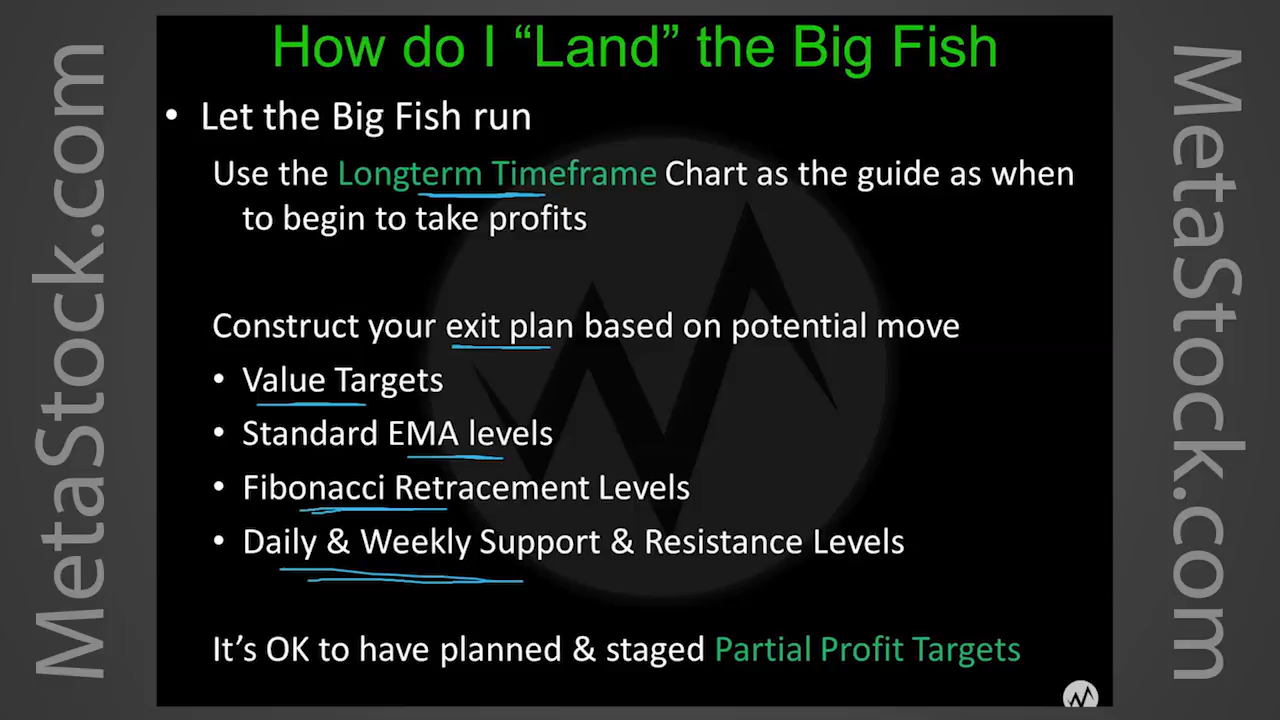 How do I “Land” the Big Fish
• Let the Big Fish run
Use the Longterm Timeframe Chart as the guide as when
to begin to take profits
Construct your exit plan based on potential move
• Value Targets
• Standard EMA levels
• Fibonacci Retracement Levels
• Daily & Weekly Support & Resistance Levels
It’s OK to have planned & staged Partial Profit Targets
MetaStock.com
MetaStock.com